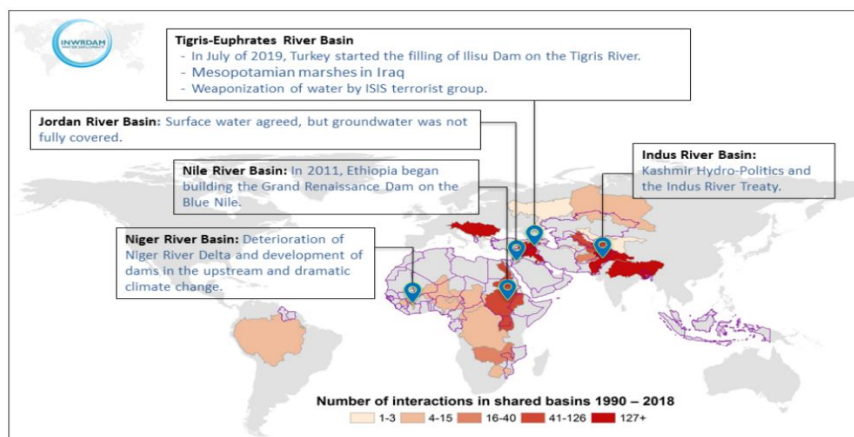 INWRDAM
Tigris-Euphrates River Basin
- In July of 2019, Turkey started the filling of Ilisu Dam on the Tigris River.
- Mesopotamian marshes in Iraq
- Weaponization of water by ISIS terrorist group.
Jordan River Basin: Surface water agreed, but groundwater was not
fully covered.
Nile River Basin: In 2011, Ethiopia began
building the Grand Renaissance Dam on the
Blue Nile.
Indus River Basin:
Kashmir Hydro-Politics and
the Indus River Treaty.
Niger River Basin: Deterioration of
Niger River Delta and development of
dams in the upstream and dramatic
climate change.
Number of interactions in shared basins 1990 – 2018
1-3 4-15 16-40 41-126 127+